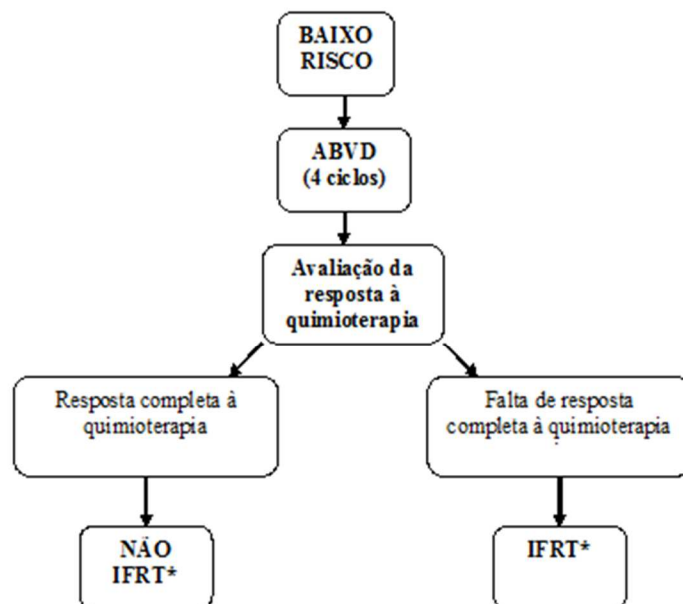 BAIXO
RISCO
ABVD
(4 ciclos)
Avaliação da
resposta à
quimioterapia
Resposta completa à
quimioterapia
Falta de resposta
completa à quimioterapia
NÃO
IFRT*
IFRT*